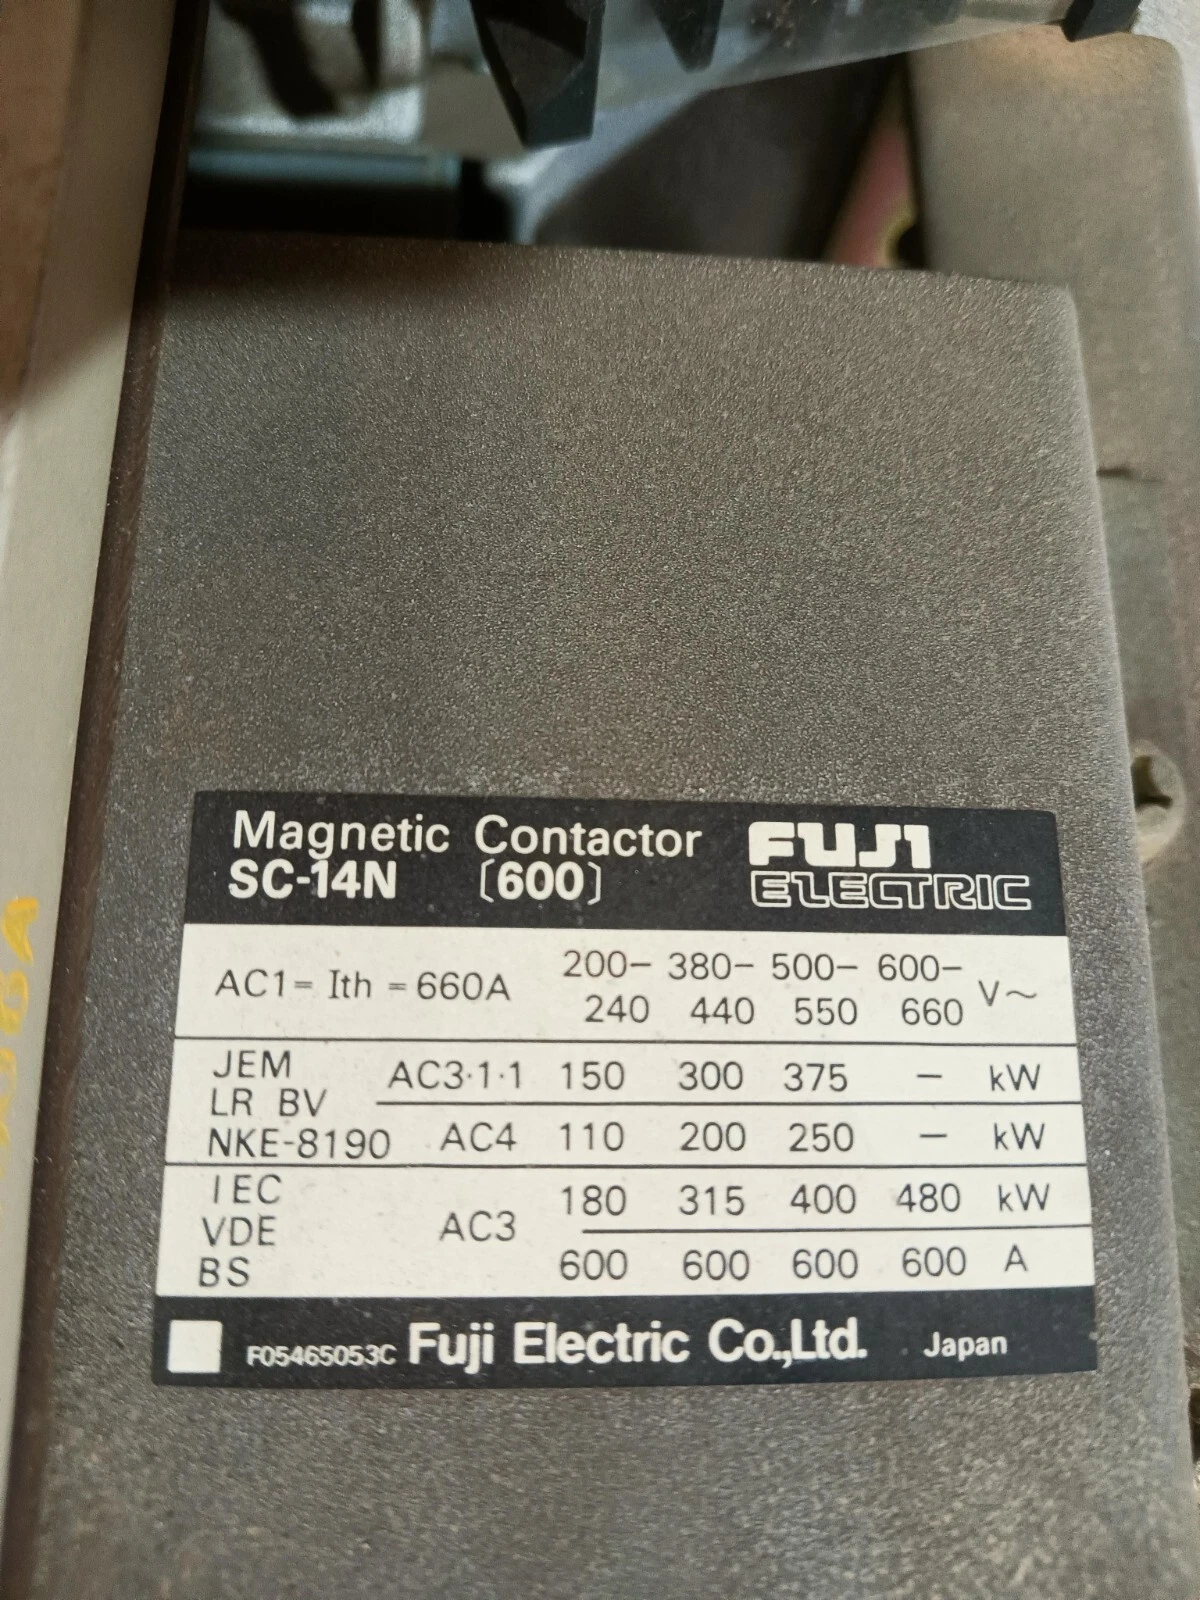 Magnetic Contactor FUJI
SC-14N [600] ELECTRIC
AC1= Ith =660A 200-240 380-440 500-550 600-660 V~
JEM
LR BV
NKE-8190
AC3·1·1 150 300 375 — kW
AC4 110 200 250 — kW
IEC
VDE
BS
AC3
180 315 400 480 kW
600 600 600 600 A
F05465053C Fuji Electric Co.,Ltd. Japan